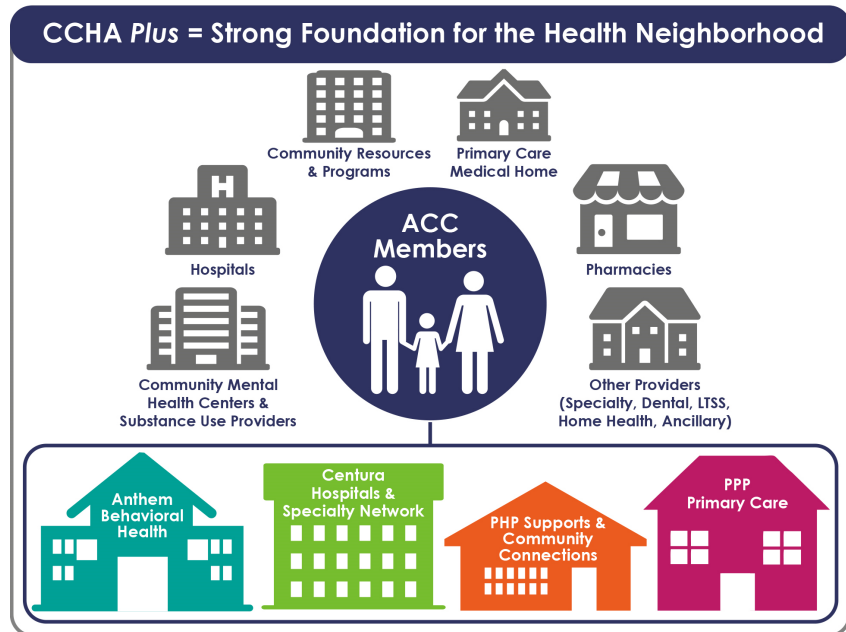 CCHA Plus = Strong Foundation for the Health Neighborhood
Community Resources
& Programs
Primary Care
Medical Home
H
Hospitals
ACC
Members
Pharmacies
Community Mental
Health Centers &
Substance Use Providers
Other Providers
(Specialty, Dental, LTSS,
Home Health, Ancillary)
Anthem
Behavioral
Health
Centura
Hospitals &
Specialty Network
PHP Supports &
Community
Connections
PPP
Primary Care